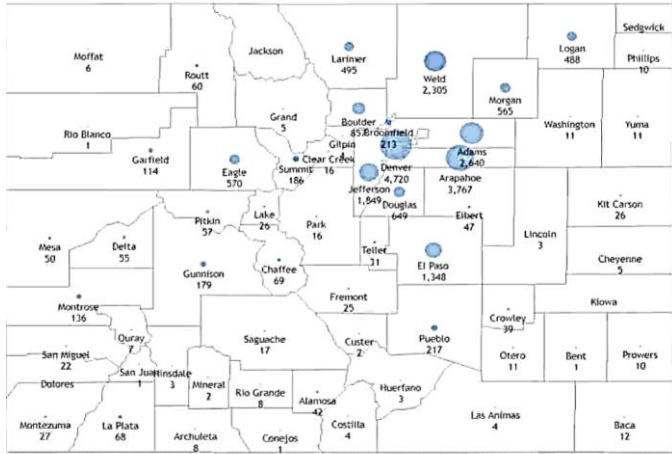 Moffat
6
Routt
60
Jackson
Larimer
495
Weld
2,305
Logan
488
Sedgwick
Phillips
10
Morgan
565
Grand
5
Boulder
857
Broomfield
213
Washington
11
Yuma
11
Rio Blanco
1
Garfield
114
Eagle
570
Summit
186
Gilpin
Clear Creek
16
Denver
4,720
Adams
2,640
Arapahoe
3,767
Jefferson
1,849
Douglas
649
Elbert
47
Kit Carson
26
Lincoln
3
Pitkin
57
Lake
26
Park
16
Mesa
50
Delta
55
Gunnison
179
Chaffee
69
Teller
31
El Paso
1,348
Cheyenne
5
Kiowa
Montrose
136
Fremont
25
Crowley
39
Ouray
7
Saguache
17
Custer
2
Pueblo
217
Otero
11
Bent
1
Prowers
10
San Miguel
22
Dolores
San Juan
1
Hinsdale
3
Mineral
2
Rio Grande
8
Alamosa
42
Huerfano
3
Montezuma
27
La Plata
68
Archuleta
8
Conejos
1
Costilla
4
Las Animas
4
Baca
12